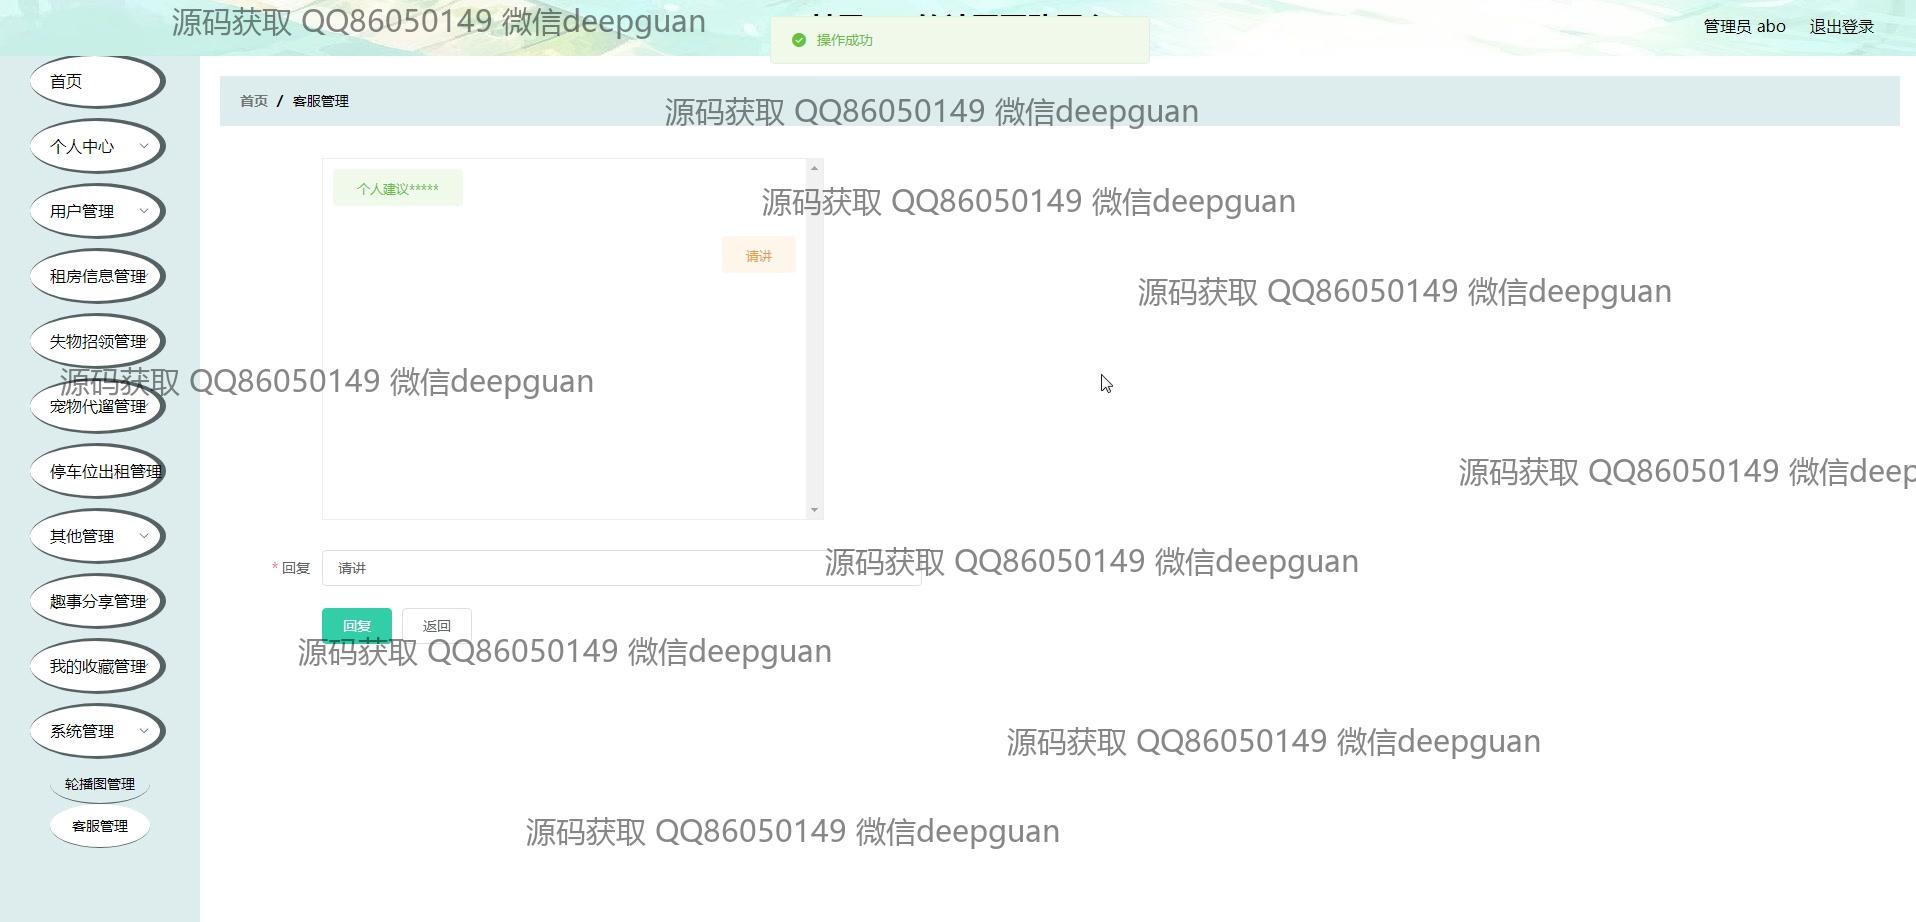 源码获取 QQ86050149 微信deepguan
管理员 abo 退出登录
操作成功
首页
首页 / 客服管理
源码获取 QQ86050149 微信deepguan
个人中心
个人建议*****
用户管理
源码获取 QQ86050149 微信deepguan
请讲
租房信息管理
源码获取 QQ86050149 微信deepguan
失物招领管理
源码获取 QQ86050149 微信deepguan
宠物代遛管理
停车位出租管理
源码获取 QQ86050149 微信deep
其他管理
源码获取 QQ86050149 微信deepguan
* 回复 请讲
趣事分享管理
回复 返回
源码获取 QQ86050149 微信deepguan
我的收藏管理
系统管理
源码获取 QQ86050149 微信deepguan
轮播图管理
客服管理
源码获取 QQ86050149 微信deepguan